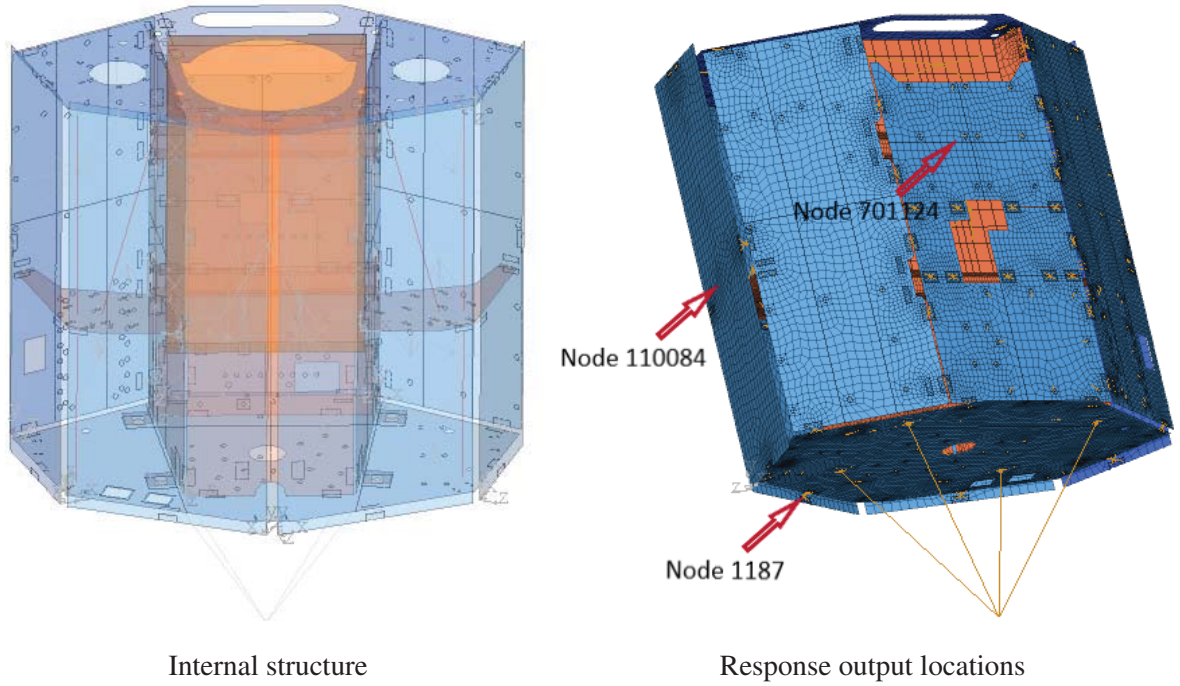 Node 701124
Node 110084
Node 1187
Internal structure
Response output locations